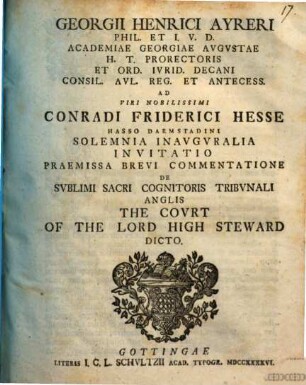 17.
GEORGII HENRICI AYRERI
PHIL. ET I. V. D.
ACADEMIAE GEORGIAE AVGVSTAE
H. T. PRORECTORIS
ET ORD. IVRID. DECANI
CONSIL. AVL. REG. ET ANTECESS.
AD
VIRI NOBILISSIMI
CONRADI FRIDERICI HESSE
HASSO DARMSTADINI
SOLEMNIA INAVGVRALIA
INVITATIO
PRAEMISSA BREVI COMMENTATIONE
DE
SVBLIMI SACRI COGNITORIS TRIBVNALI
ANGLIS
THE COVRT
OF THE LORD HIGH STEWARD
DICTO.
GOTTINGAE
LITERIS I. C. L. SCHVLTZII ACAD. TYPOGR. MDCCXXXXVI.